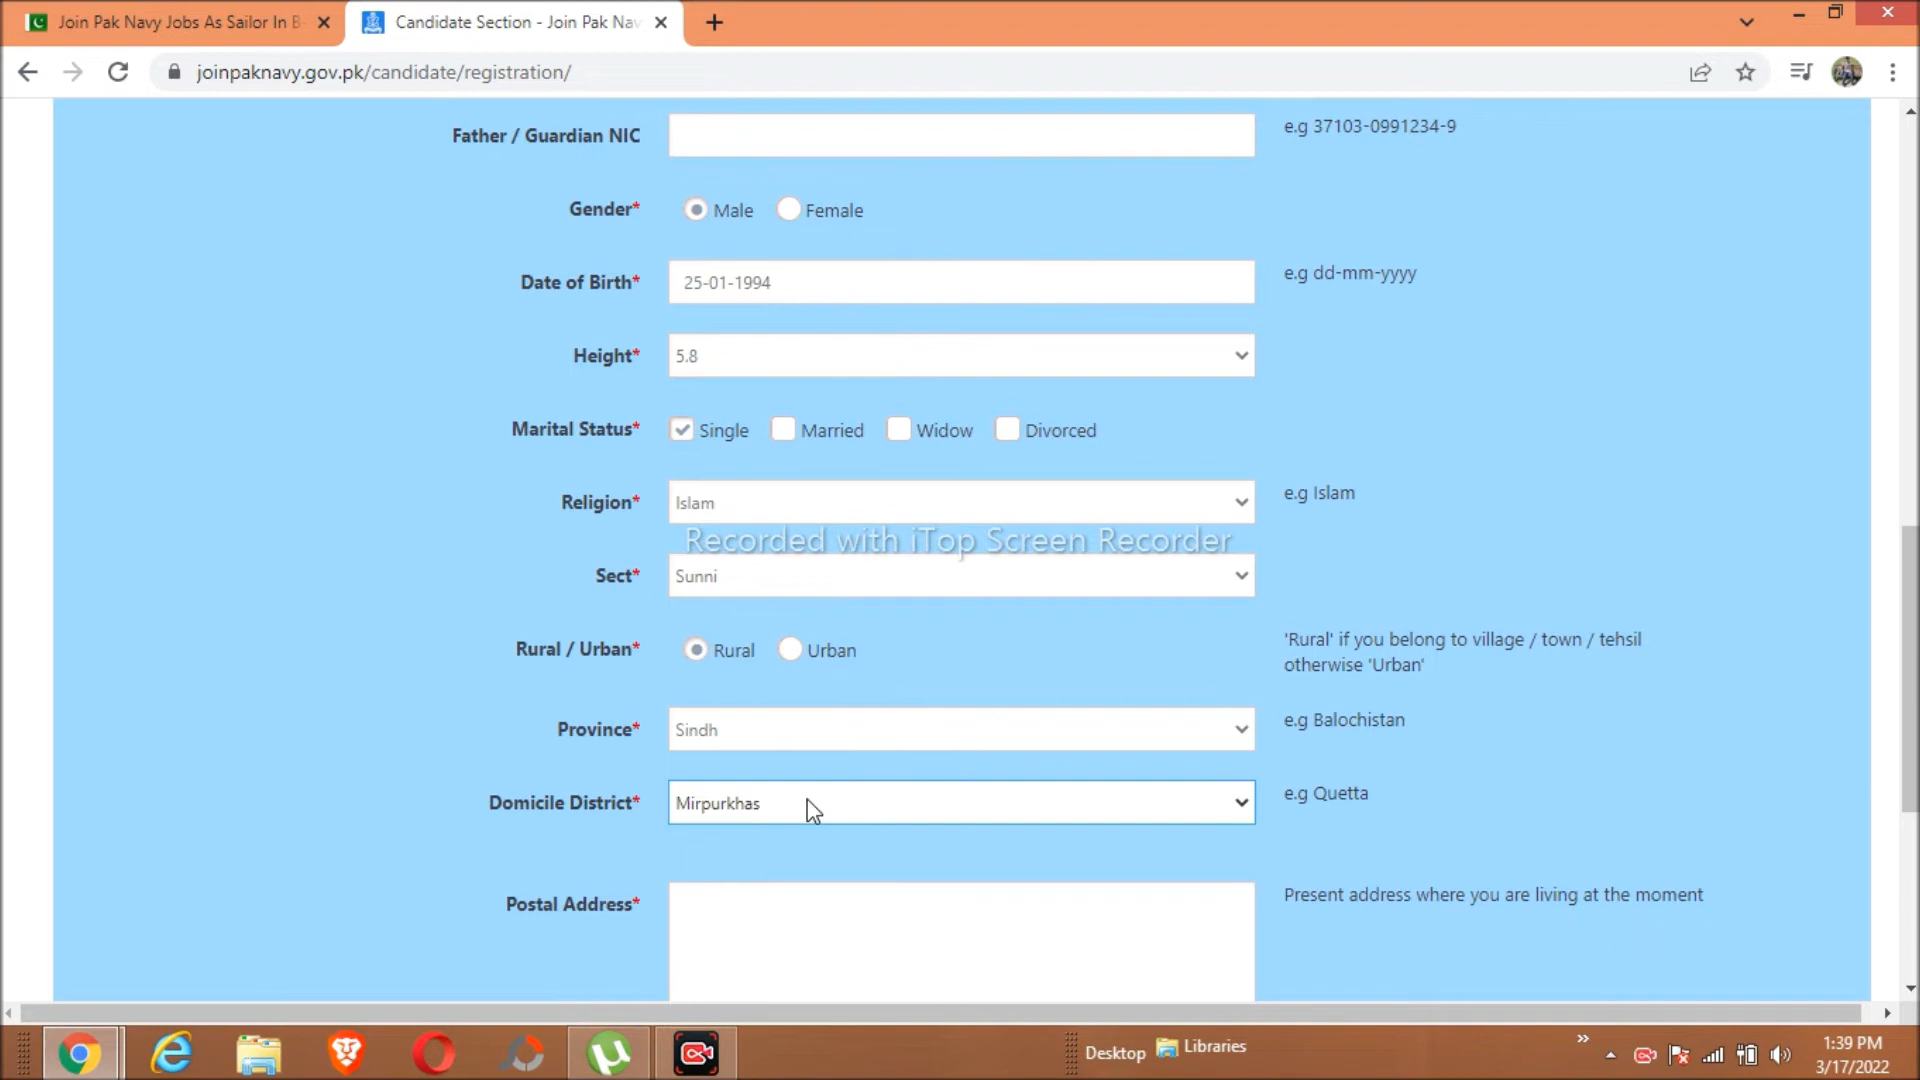 Join Pak Navy Jobs As Sailor In B
Candidate Section - Join Pak Nav
joinpaknavy.gov.pk/candidate/registration/
Father / Guardian NIC
e.g 37103-0991234-9
Gender*
Male
Female
Date of Birth*
25-01-1994
e.g dd-mm-yyyy
Height*
5.8
Marital Status*
Single
Married
Widow
Divorced
Religion*
Islam
e.g Islam
Recorded with iTop Screen Recorder
Sect*
Sunni
Rural / Urban*
Rural
Urban
'Rural' if you belong to village / town / tehsil
otherwise 'Urban'
Province*
Sindh
e.g Balochistan
Domicile District*
Mirpurkhas
e.g Quetta
Postal Address*
Present address where you are living at the moment
Desktop
Libraries
1:39 PM
3/17/2022